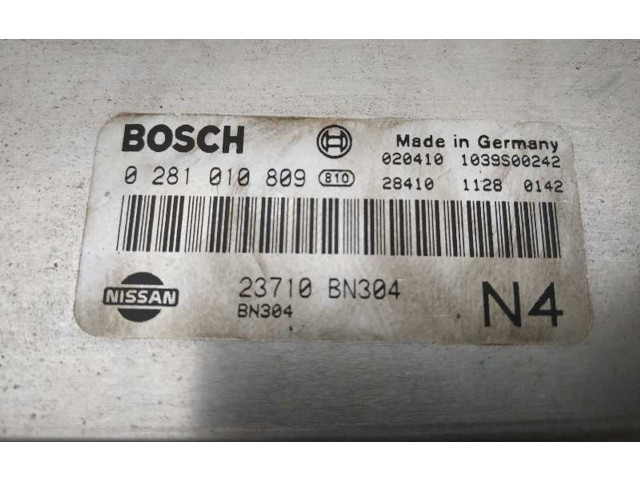 BOSCH Made in Germany
020410 1039S00242
0 281 010 809 810 28410 1128 0142
NISSAN 23710 BN304 N4
BN304